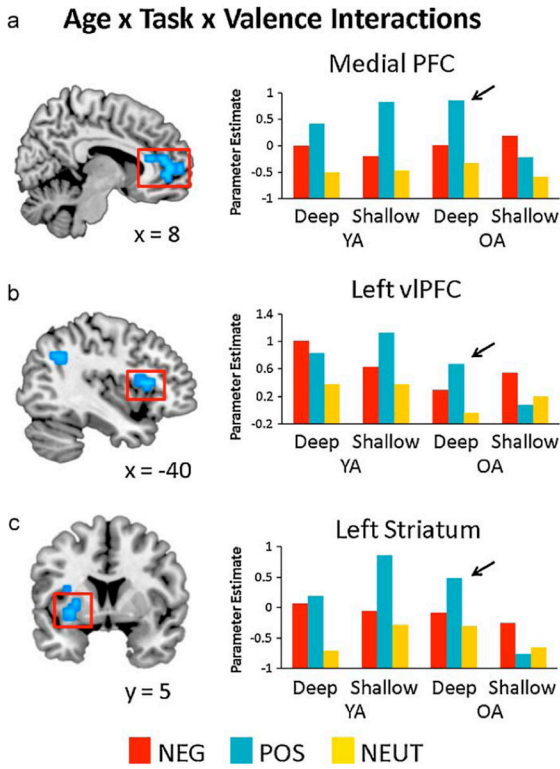 a Age x Task x Valence Interactions
Medial PFC
Parameter Estimate
1
0.5
0
-0.5
-1
Deep Shallow Deep Shallow
YA OA
x = 8
b
Left vlPFC
Parameter Estimate
1.4
1
0.6
0.2
-0.2
Deep Shallow Deep Shallow
YA OA
x = -40
c
Left Striatum
Parameter Estimate
1
0.5
0
-0.5
-1
Deep Shallow Deep Shallow
YA OA
y = 5
NEG POS NEUT